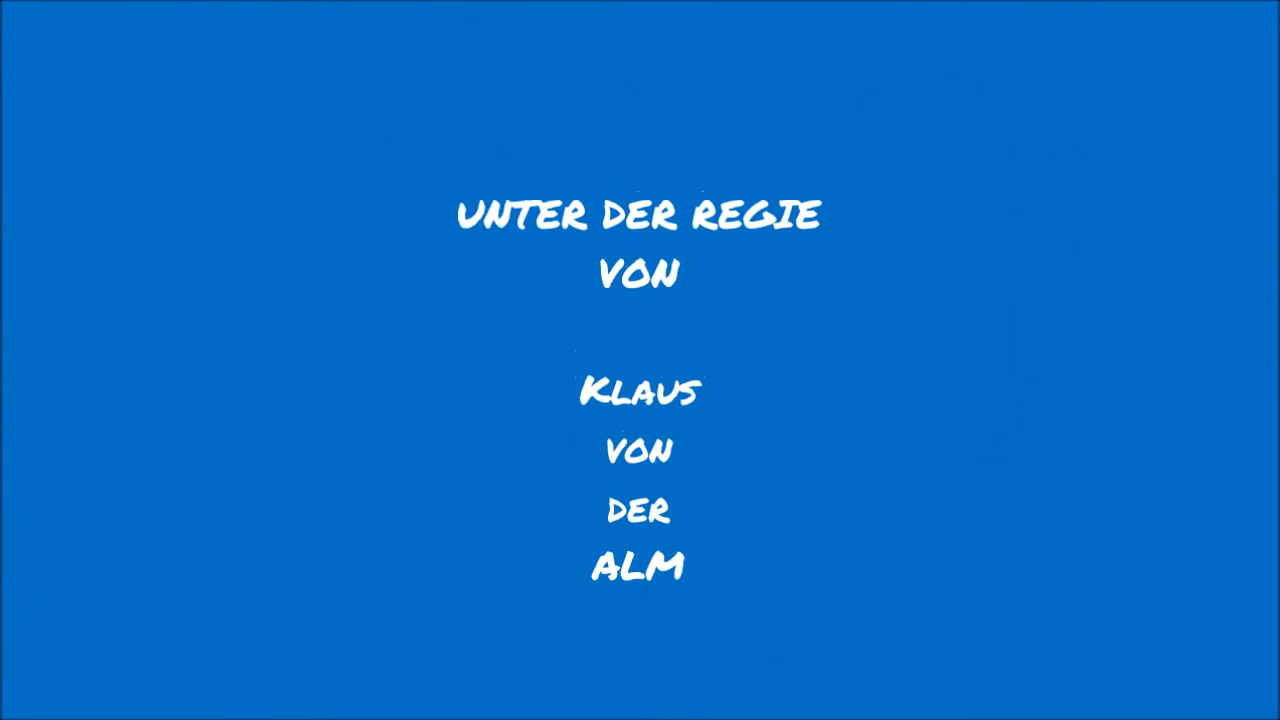 UNTER DER REGIE
VON
KLAUS
VON
DER
ALM